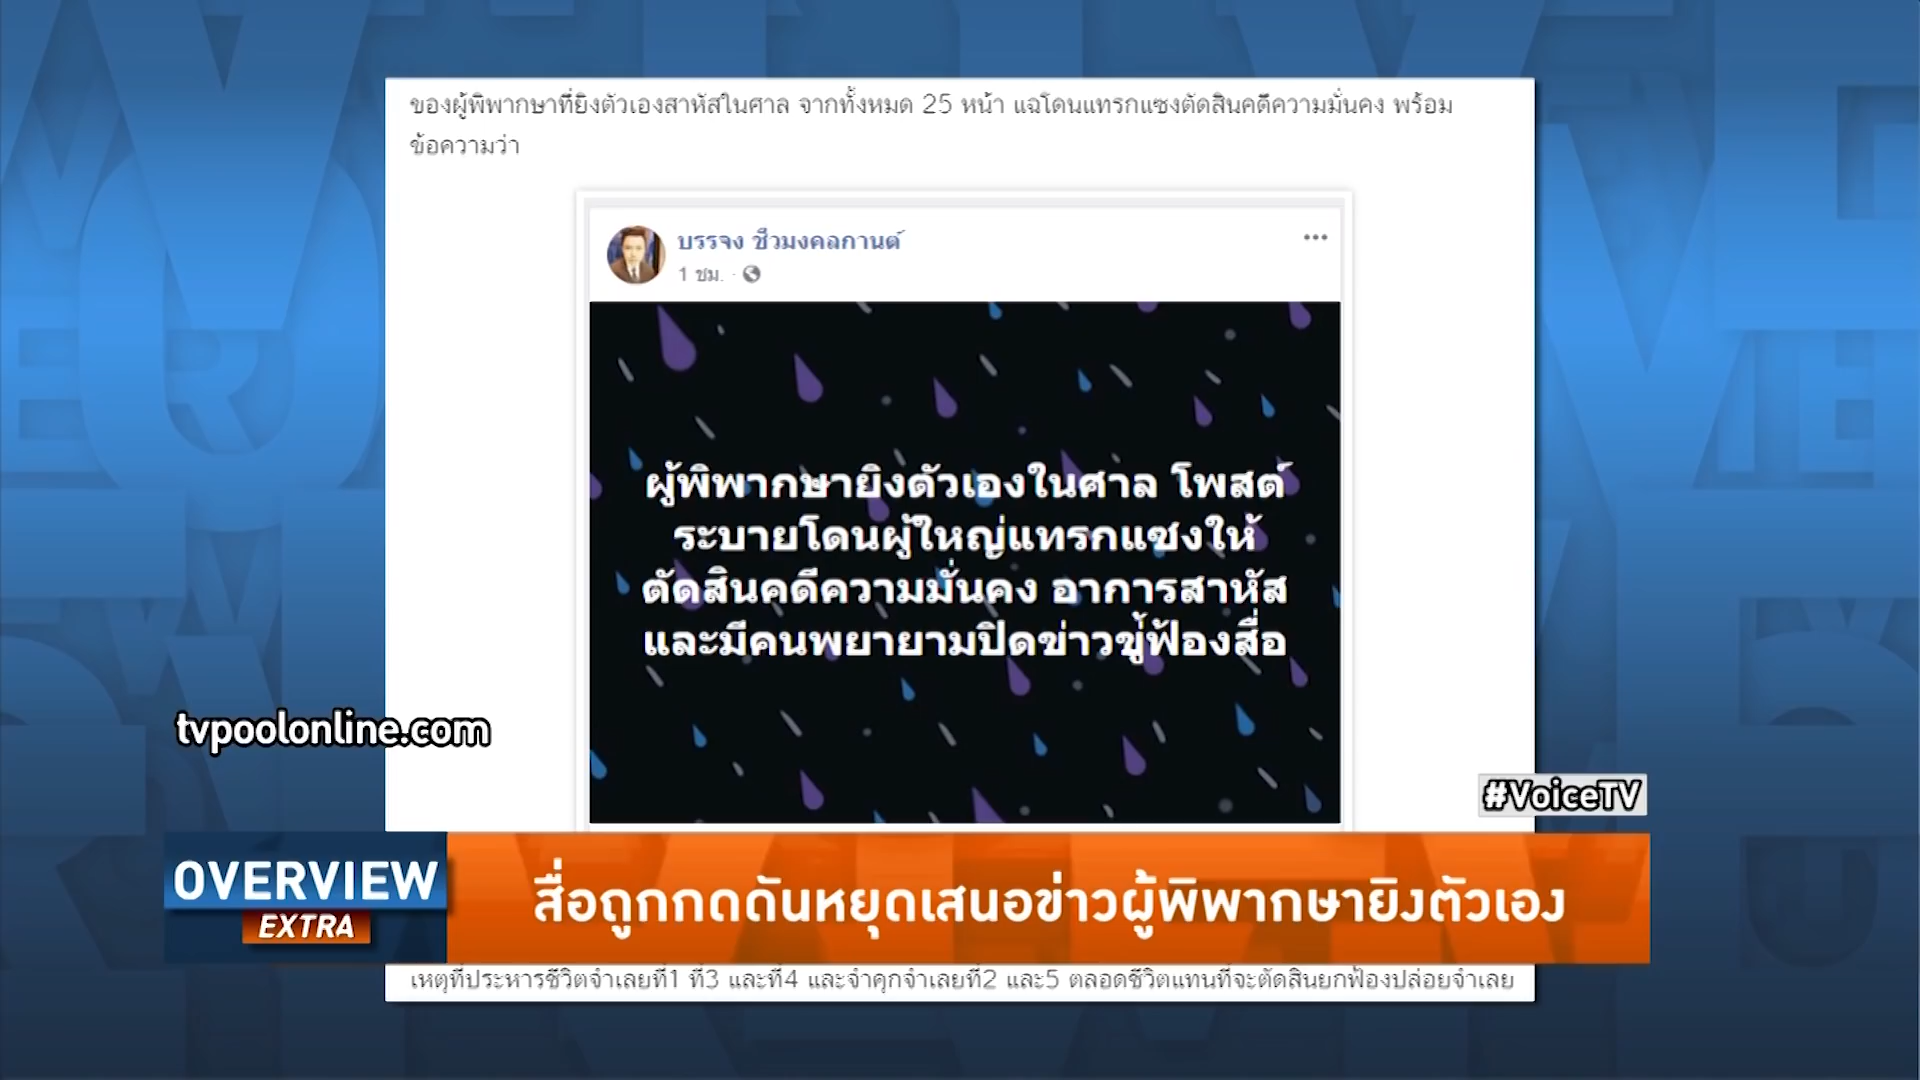 ของผู้พิพากษาที่ยิงตัวเองสาหัสในศาล จากทั้งหมด 25 หน้า แฉโดนแทรกแซงตัดสินคดีความมั่นคง พร้อม
ข้อความว่า
บรรจง ชีวมงคลกานต์
1 ชม.
ผู้พิพากษายิงตัวเองในศาล โพสต์
ระบายโดนผู้ใหญ่แทรกแซงให้
ตัดสินคดีความมั่นคง อาการสาหัส
และมีคนพยายามปิดข่าวขู่ฟ้องสื่อ
tvpoolonline.com
#VoiceTV
OVERVIEW
EXTRA
สื่อถูกกดดันหยุดเสนอข่าวผู้พิพากษายิงตัวเอง
เหตุที่ประหารชีวิตจำเลยที่1 ที่3 และที่4 และจำคุกจำเลยที่2 และ5 ตลอดชีวิตแทนที่จะตัดสินยกฟ้องปล่อยจำเลย